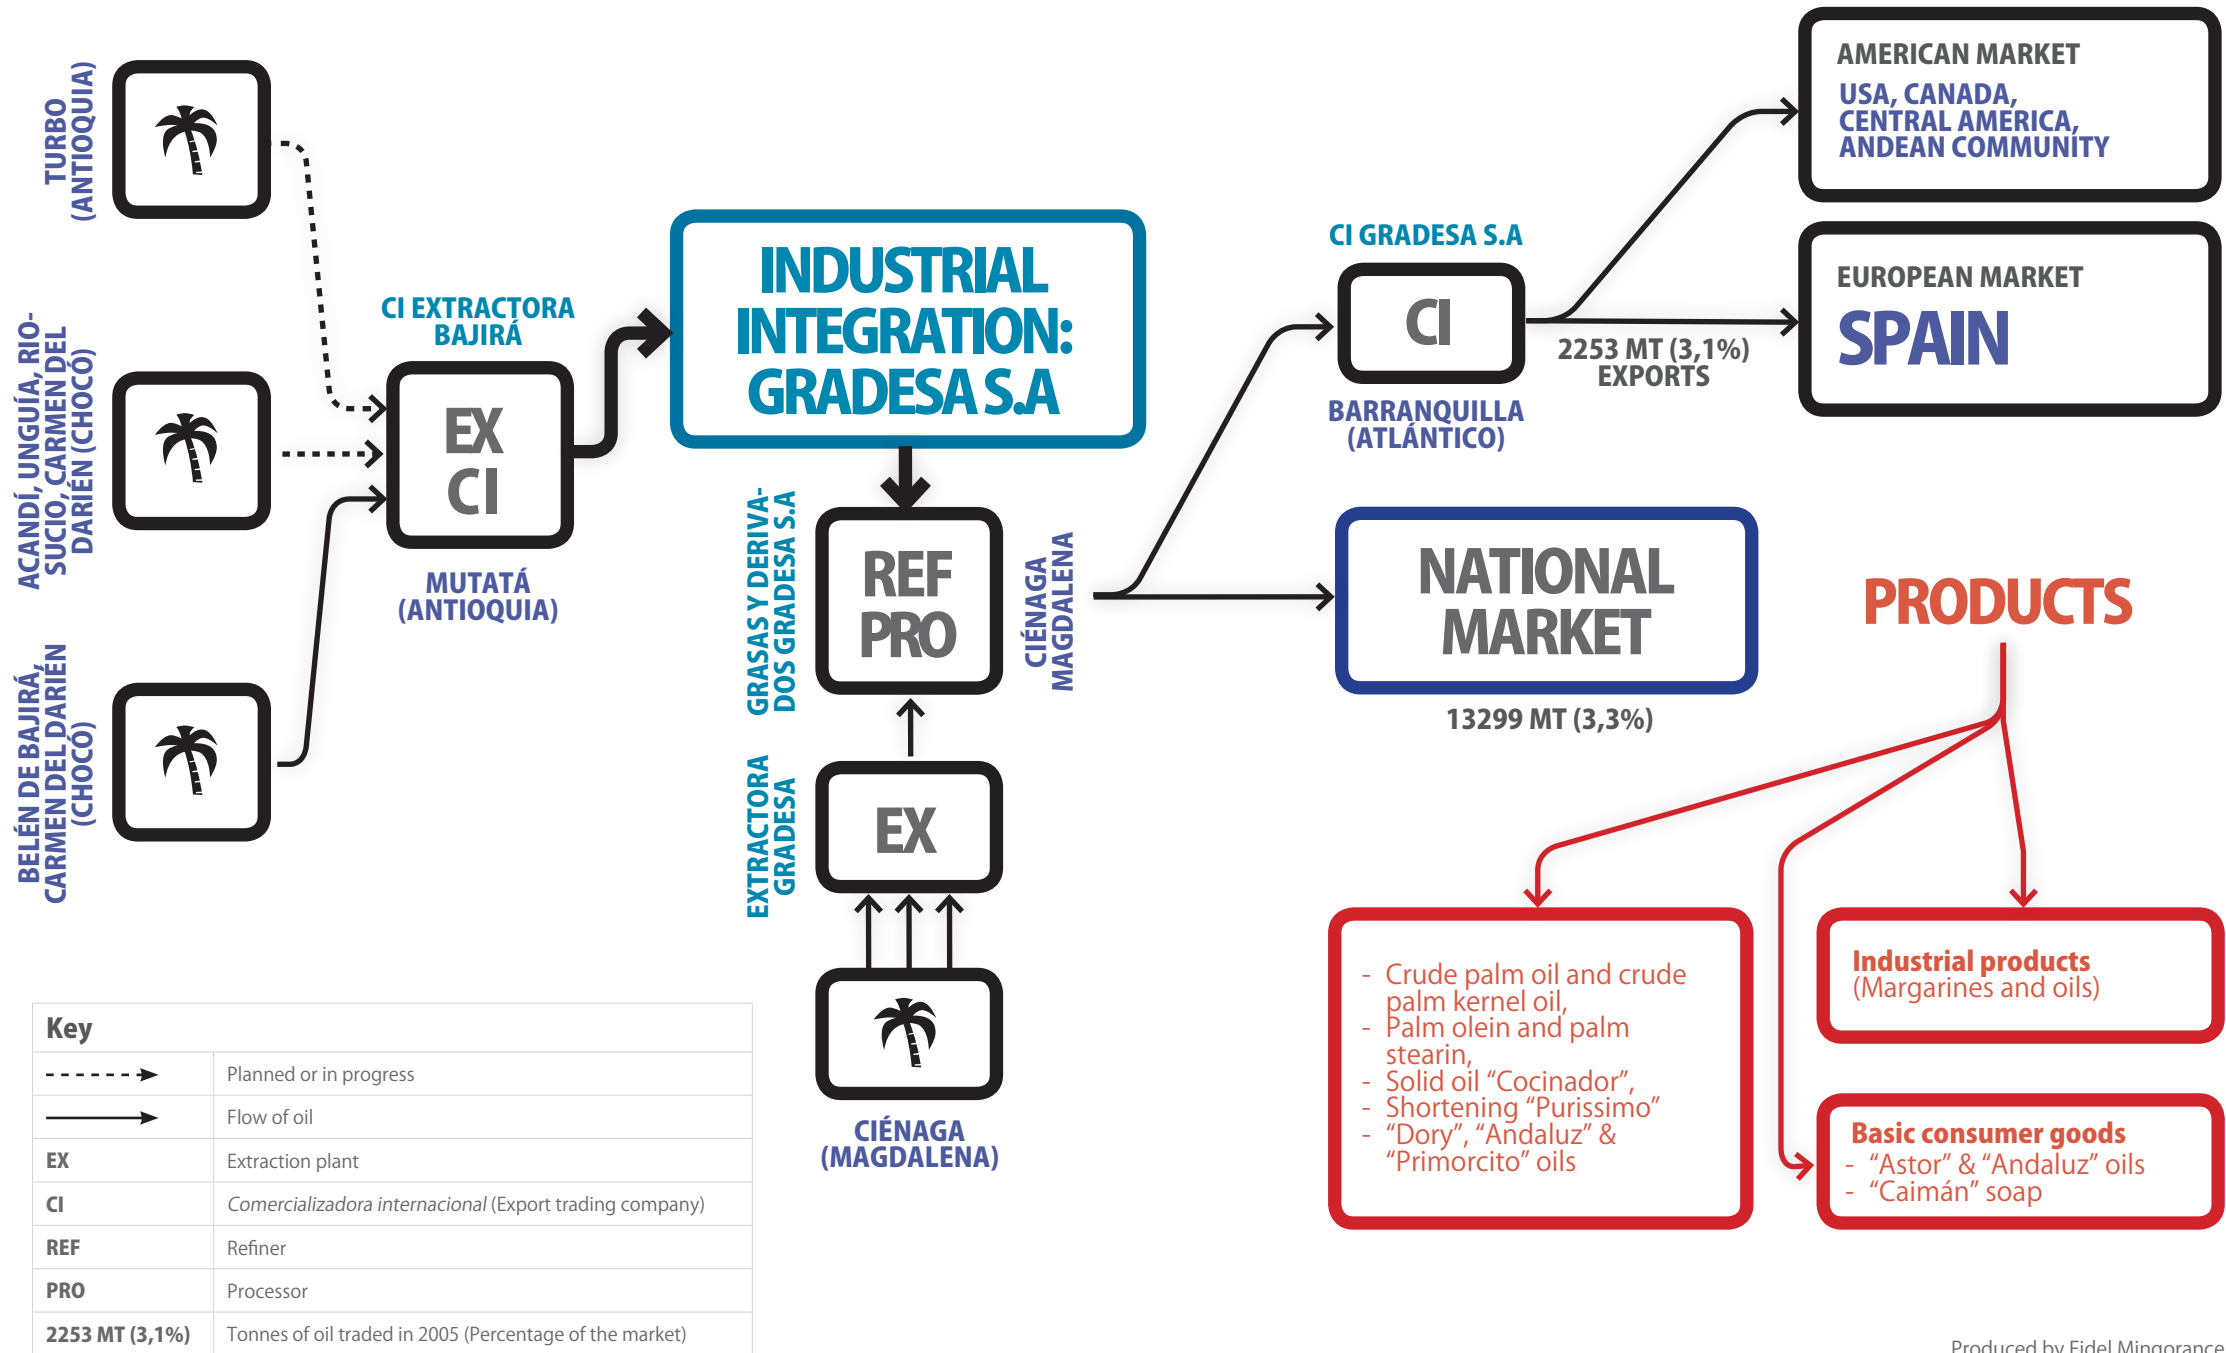 TURBO
(ANTIOQUIA)
ACANDÍ, UNGUÍA, RIO-
SUCIO, CARMEN DEL
DARIÉN (CHOCÓ)
BELÉN DE BAJIRÁ,
CARMEN DEL DARIÉN
(CHOCÓ)
CI EXTRACTORA
BAJIRÁ
EX
CI
MUTATÁ
(ANTIOQUIA)
INDUSTRIAL
INTEGRATION:
GRADESA S.A
GRASAS Y DERIVA-
DOS GRADESA S.A
REF
PRO
CIÉNAGA
MAGDALENA
EXTRACTORA
GRADESA
EX
CIÉNAGA
(MAGDALENA)
CI GRADESA S.A
CI
BARRANQUILLA
(ATLÁNTICO)
2253 MT (3,1%)
EXPORTS
AMERICAN MARKET
USA, CANADA,
CENTRAL AMERICA,
ANDEAN COMMUNITY
EUROPEAN MARKET
SPAIN
NATIONAL
MARKET
13299 MT (3,3%)
PRODUCTS
- Crude palm oil and crude
palm kernel oil,
- Palm olein and palm
stearin,
- Solid oil “Cocinador”,
- Shortening “Purissimo”
- “Dory”, “Andaluz” &
“Primorcito” oils
Industrial products
(Margarines and oils)
Basic consumer goods
- “Astor” & “Andaluz” oils
- “Caimán” soap
Key
Planned or in progress
Flow of oil
EX Extraction plant
CI Comercializadora internacional (Export trading company)
REF Refiner
PRO Processor
2253 MT (3,1%) Tonnes of oil traded in 2005 (Percentage of the market)
Produced by Fidel Mingorance